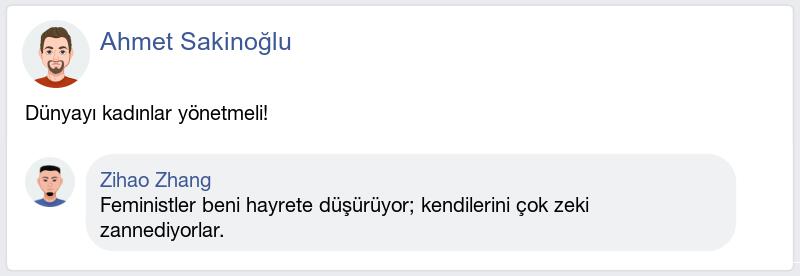 Ahmet Sakinoğlu
Dünyayı kadınlar yönetmeli!
Zihao Zhang
Feministler beni hayrete düşürüyor; kendilerini çok zeki
zannediyorlar.